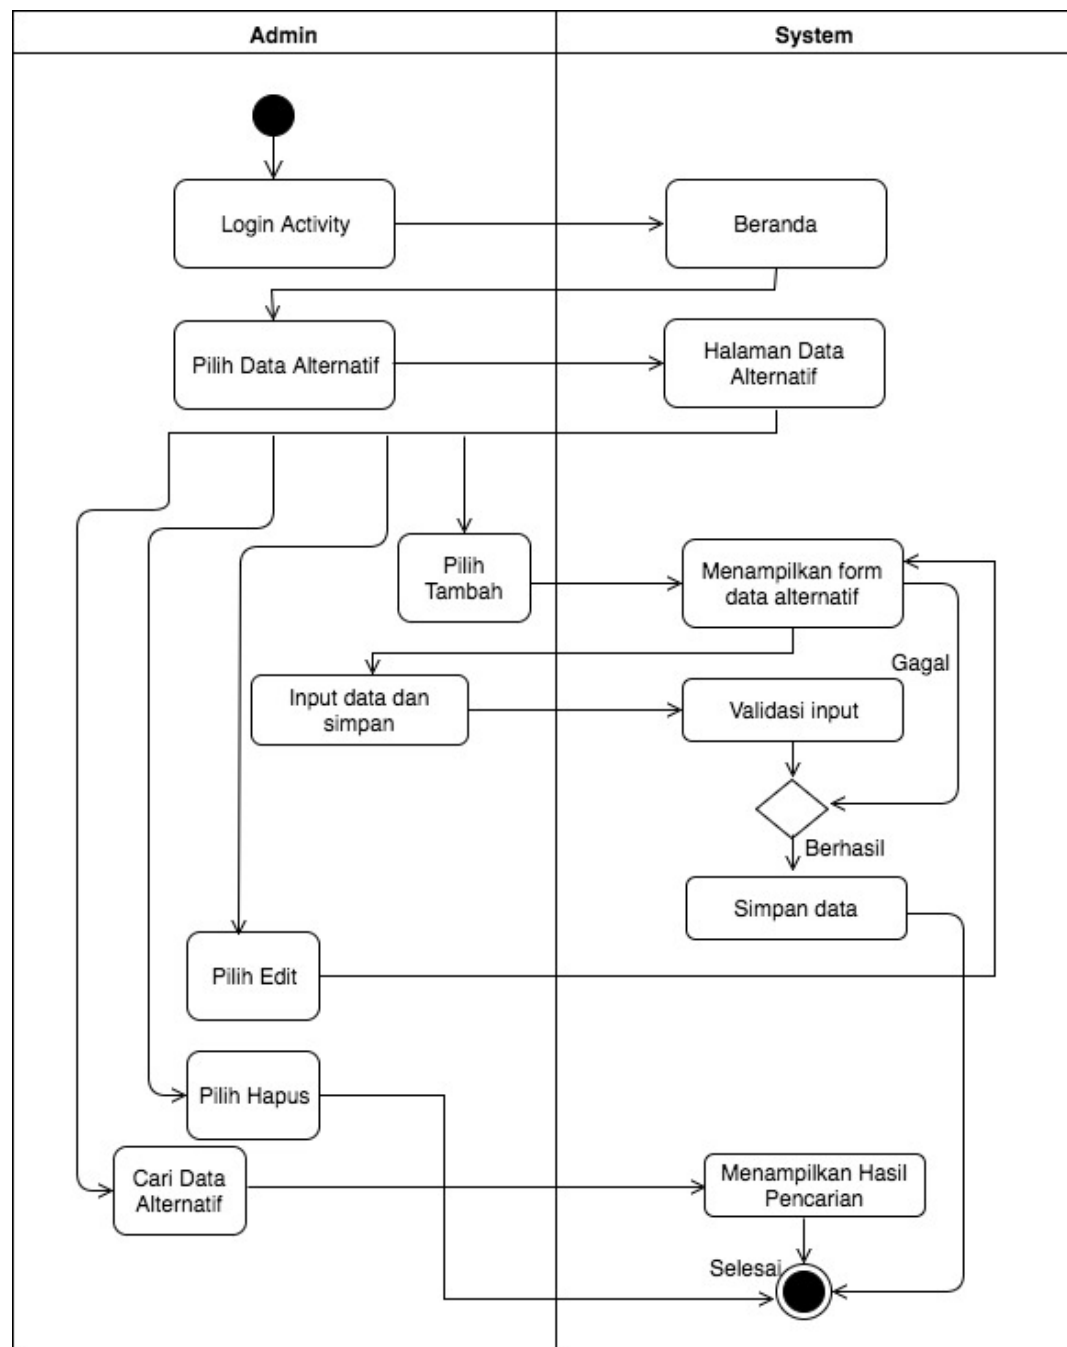 Admin
System
Login Activity
Beranda
Pilih Data Alternatif
Halaman Data
Alternatif
Pilih
Tambah
Menampilkan form
data alternatif
Gagal
Input data dan
simpan
Validasi input
Berhasil
Simpan data
Pilih Edit
Pilih Hapus
Cari Data
Alternatif
Menampilkan Hasil
Pencarian
Selesai